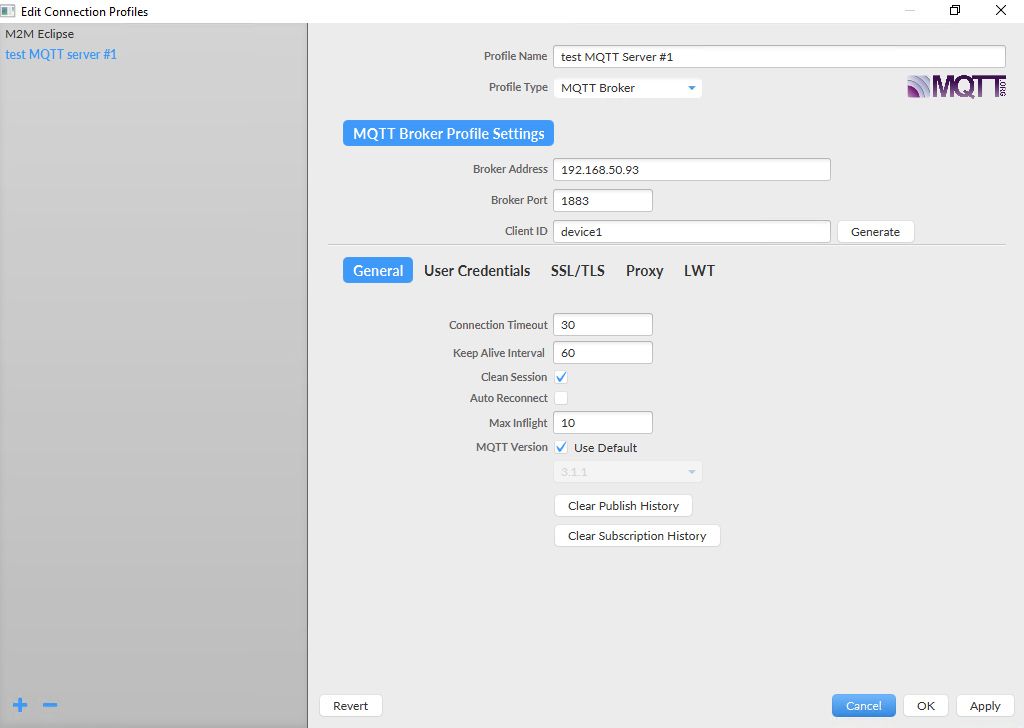 Edit Connection Profiles
M2M Eclipse
test MQTT server #1
Profile Name test MQTT Server #1
Profile Type MQTT Broker
MQTT.ORG
MQTT Broker Profile Settings
Broker Address 192.168.50.93
Broker Port 1883
Client ID device1 Generate
General User Credentials SSL/TLS Proxy LWT
Connection Timeout 30
Keep Alive Interval 60
Clean Session
Auto Reconnect
Max Inflight 10
MQTT Version Use Default
3.1.1
Clear Publish History
Clear Subscription History
Revert Cancel OK Apply